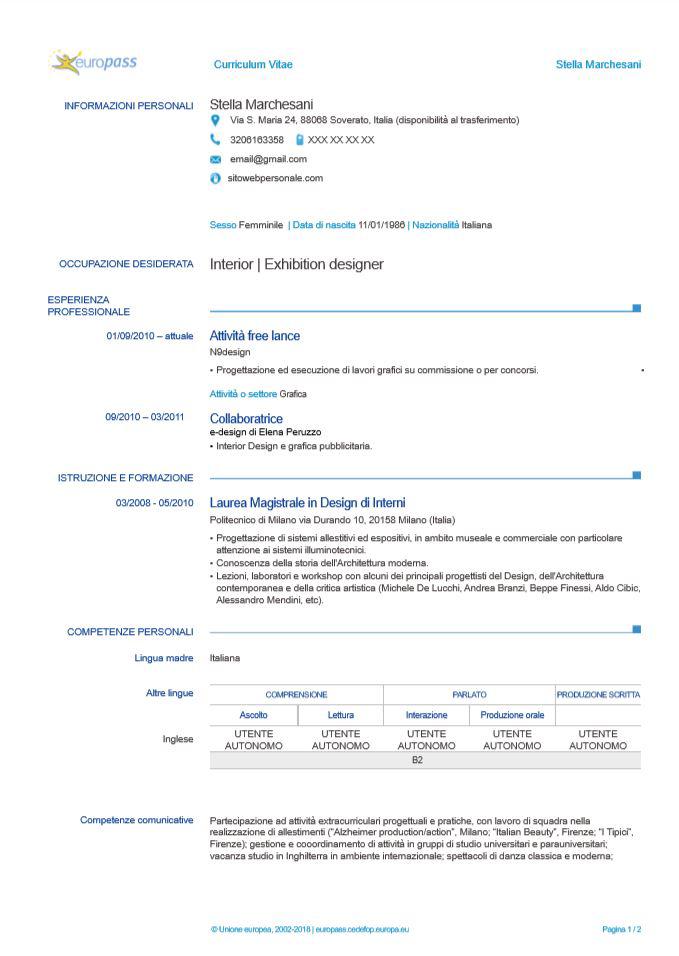 europass
Curriculum Vitae
Stella Marchesani
INFORMAZIONI PERSONALI
Stella Marchesani
Via S. Maria 24, 88068 Soverato, Italia (disponibilità al trasferimento)
3206163358 XXX XX XX XX
email@gmail.com
sitowebpersonale.com
Sesso Femminile | Data di nascita 11/01/1986 | Nazionalità Italiana
OCCUPAZIONE DESIDERATA
Interior | Exhibition designer
ESPERIENZA
PROFESSIONALE
01/09/2010 – attuale
Attività free lance
N9design
▪ Progettazione ed esecuzione di lavori grafici su commissione o per concorsi.
▪
Attività o settore Grafica
09/2010 – 03/2011
Collaboratrice
e-design di Elena Peruzzo
▪ Interior Design e grafica pubblicitaria.
ISTRUZIONE E FORMAZIONE
03/2008 - 05/2010
Laurea Magistrale in Design di Interni
Politecnico di Milano via Durando 10, 20158 Milano (Italia)
▪ Progettazione di sistemi allestitivi ed espositivi, in ambito museale e commerciale con particolare
attenzione ai sistemi illuminotecnici.
▪ Conoscenza della storia dell'Architettura moderna.
▪ Lezioni, laboratori e workshop con alcuni dei principali progettisti del Design, dell'Architettura
contemporanea e della critica artistica (Michele De Lucchi, Andrea Branzi, Beppe Finessi, Aldo Cibic,
Alessandro Mendini, etc).
COMPETENZE PERSONALI
Lingua madre
Italiana
Altre lingue
COMPRENSIONE PARLATO PRODUZIONE SCRITTA
Ascolto Lettura Interazione Produzione orale
Inglese
UTENTE UTENTE UTENTE UTENTE UTENTE
AUTONOMO AUTONOMO AUTONOMO AUTONOMO AUTONOMO
B2
Competenze comunicative
Partecipazione ad attività extracurriculari progettuali e pratiche, con lavoro di squadra nella
realizzazione di allestimenti ("Alzheimer production/action", Milano; "Italian Beauty", Firenze; "I Tipici",
Firenze); gestione e cooordinamento di attività in gruppi di studio universitari e parauniversitari;
vacanza studio in Inghilterra in ambiente internazionale; spettacoli di danza classica e moderna;
© Unione europea, 2002-2018 | europass.cedefop.europa.eu
Pagina 1 / 2